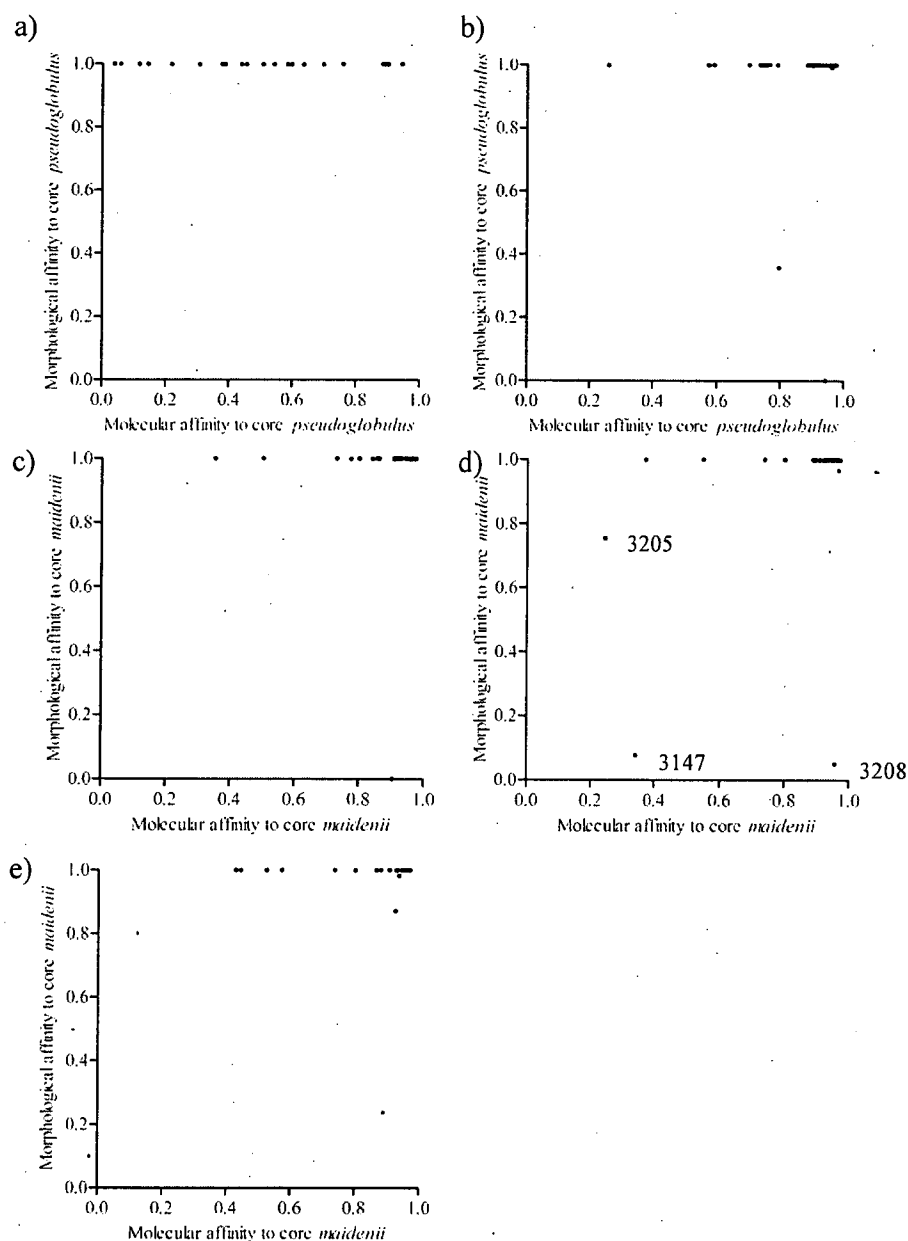 a)
Morphological affinity to core pseudoglobulus
1.0
0.8
0.6
0.4
0.2
0.0
0.0 0.2 0.4 0.6 0.8 1.0
Molecular affinity to core pseudoglobulus
b)
Morphological affinity to core pseudoglobulus
1.0
0.8
0.6
0.4
0.2
0.0
0.0 0.2 0.4 0.6 0.8 1.0
Molecular affinity to core pseudoglobulus
c)
Morphological affinity to core maidenii
1.0
0.8
0.6
0.4
0.2
0.0
0.0 0.2 0.4 0.6 0.8 1.0
Molecular affinity to core maidenii
d)
Morphological affinity to core maidenii
1.0
0.8
0.6
0.4
0.2
0.0
3205
3147
3208
0.0 0.2 0.4 0.6 0.8 1.0
Molecular affinity to core maidenii
e)
Morphological affinity to core maidenii
1.0
0.8
0.6
0.4
0.2
0.0
0.0 0.2 0.4 0.6 0.8 1.0
Molecular affinity to core maidenii